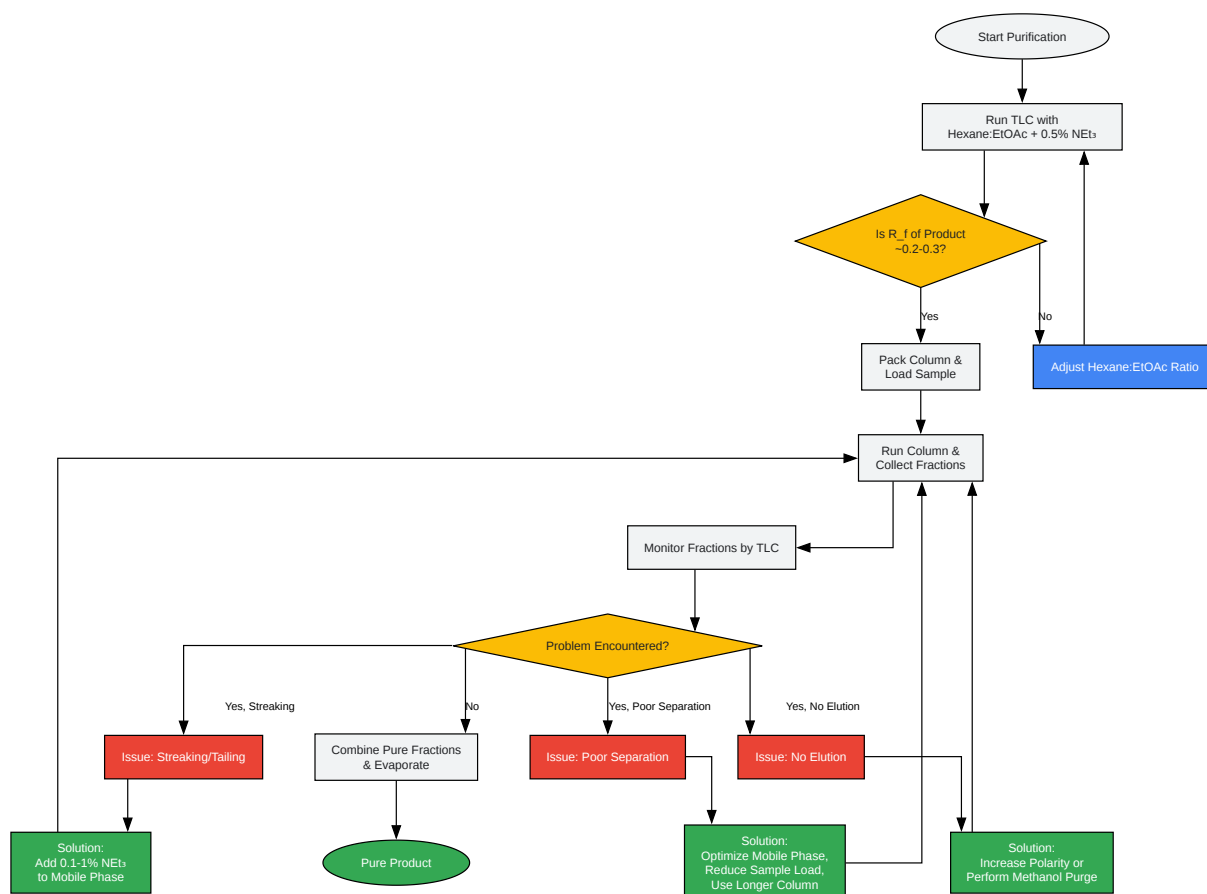 Start Purification
Run TLC with
Hexane:EtOAc + 0.5% NEt₃
Is R_f of Product
~0.2-0.3?
Yes
No
Pack Column &
Load Sample
Adjust Hexane:EtOAc Ratio
Run Column &
Collect Fractions
Monitor Fractions by TLC
Problem Encountered?
Yes, Streaking
No
Yes, Poor Separation
Yes, No Elution
Issue: Streaking/Tailing
Combine Pure Fractions
& Evaporate
Issue: Poor Separation
Issue: No Elution
Solution:
Add 0.1-1% NEt₃
to Mobile Phase
Pure Product
Solution:
Optimize Mobile Phase,
Reduce Sample Load,
Use Longer Column
Solution:
Increase Polarity or
Perform Methanol Purge